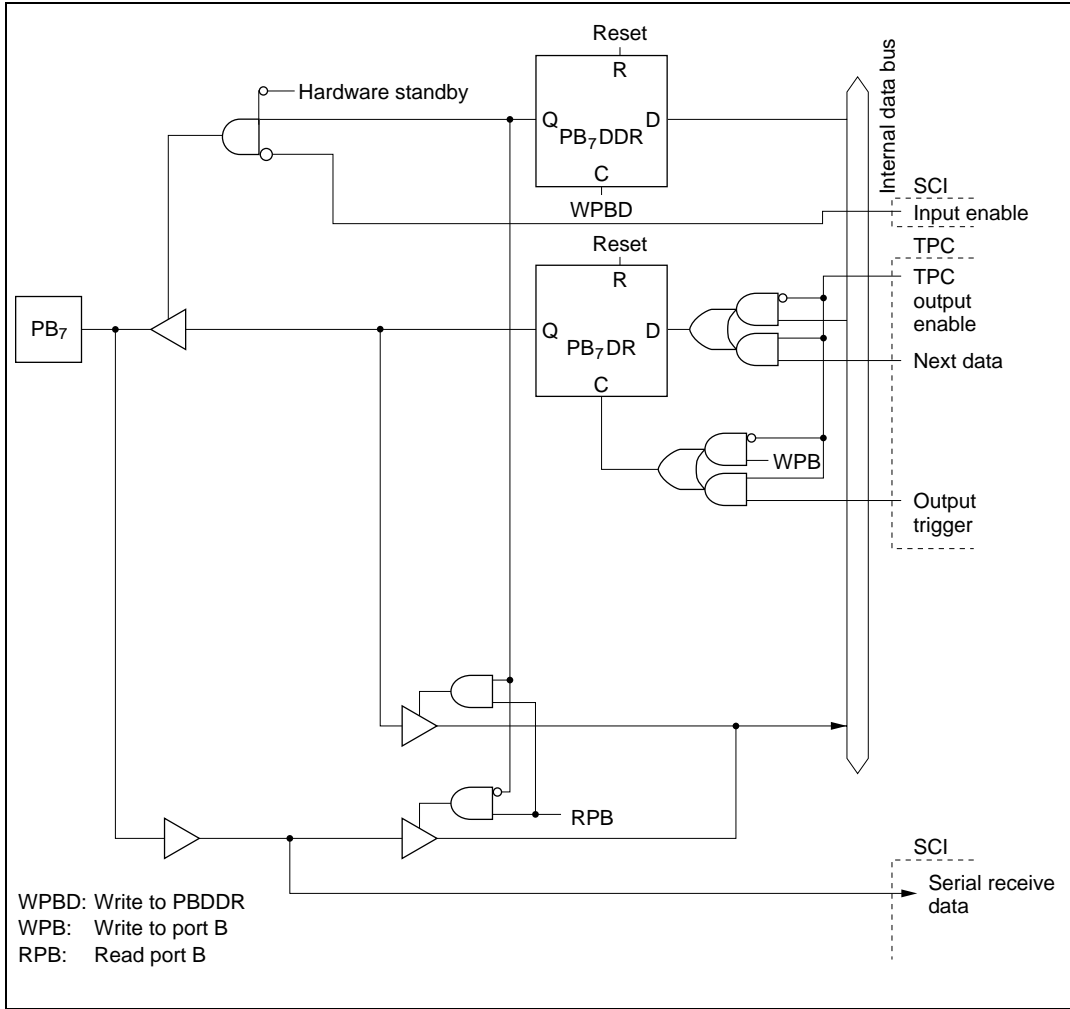 Reset
R
Hardware standby
Q
D
PB₇DDR
C
WPBD
Internal data bus
SCI
Input enable
TPC
TPC
output
enable
Next data
Reset
R
PB₇
Q
D
PB₇DR
C
WPB
Output
trigger
RPB
SCI
Serial receive
data
WPBD: Write to PBDDR
WPB: Write to port B
RPB: Read port B